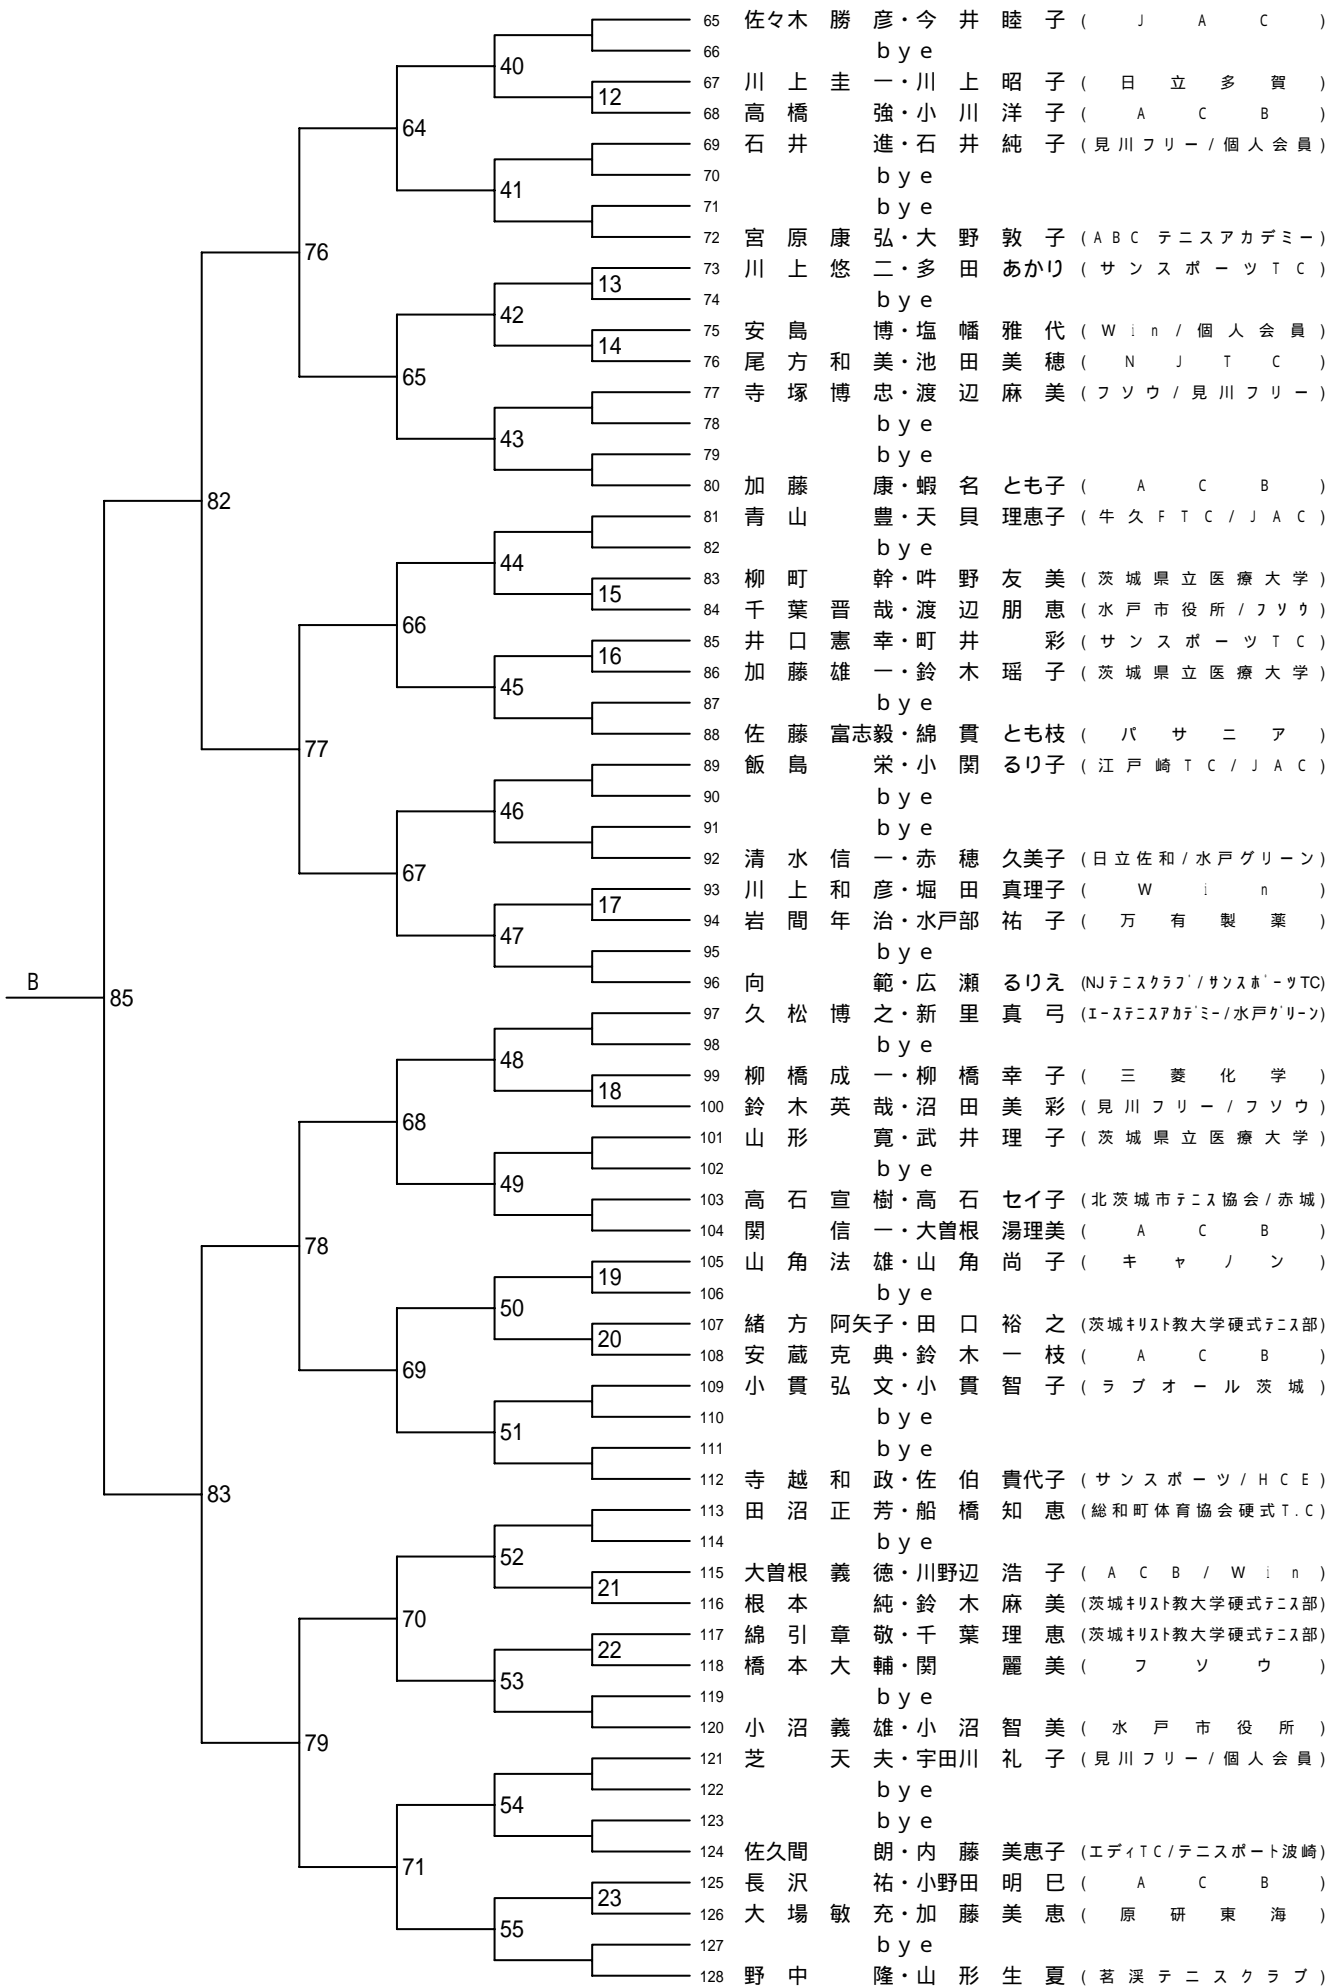 65 佐々木 勝彦・今井 睦子 (JAC)
66 bye
40
67 川上 圭一・川上 昭子 (日立多賀)
12
68 高橋 強・小川 洋子 (ACB)
64
69 石井 進・石井 純子 (見川フリー/個人会員)
70 bye
41
71 bye
72 宮原 康弘・大野 敦子 (ABC テニスアカデミー)
76
73 川上 悠二・多田 あかり (サンスポーツTC)
13
74 bye
42
75 安島 博・塩幡 雅代 (Win/個人会員)
14
76 尾方 和美・池田 美穂 (NJTC)
65
77 寺塚 博忠・渡辺 麻美 (フソウ/見川フリー)
78 bye
43
79 bye
80 加藤 康・蝦名 とも子 (ACB)
82
81 青山 豊・天貝 理恵子 (牛久FTC/JAC)
82 bye
44
83 柳町 幹・吽野 友美 (茨城県立医療大学)
15
84 千葉 晋哉・渡辺 朋恵 (水戸市役所/フソウ)
66
85 井口 憲幸・町井 彩 (サンスポーツTC)
16
86 加藤 雄一・鈴木 瑶子 (茨城県立医療大学)
45
87 bye
88 佐藤 富志毅・綿貫 とも枝 (パサニア)
77
89 飯島 栄・小関 るり子 (江戸崎TC/JAC)
90 bye
46
91 bye
92 清水 信一・赤穂 久美子 (日立佐和/水戸グリーン)
67
93 川上 和彦・堀田 真理子 (Win)
17
94 岩間 年治・水戸部 祐子 (万有製薬)
47
95 bye
96 向 範・広瀬 るりえ (NJテニスクラブ/サンスポーツTC)
B
85
97 久松 博之・新里 真弓 (エーステニスアカデミー/水戸グリーン)
98 bye
48
99 柳橋 成一・柳橋 幸子 (三菱化学)
18
100 鈴木 英哉・沼田 美彩 (見川フリー/フソウ)
68
101 山形 寛・武井 理子 (茨城県立医療大学)
102 bye
49
103 高石 宣樹・高石 セイ子 (北茨城市テニス協会/赤城)
104 関 信一・大曽根 湯理美 (ACB)
78
105 山角 法雄・山角 尚子 (キヤノン)
19
106 bye
50
107 緒方 阿矢子・田口 裕之 (茨城キリスト教大学硬式テニス部)
20
108 安蔵 克典・鈴木 一枝 (ACB)
69
109 小貫 弘文・小貫 智子 (ラブオール茨城)
110 bye
51
111 bye
112 寺越 和政・佐伯 貴代子 (サンスポーツ/HCE)
83
113 田沼 正芳・船橋 知恵 (総和町体育協会硬式T.C)
114 bye
52
115 大曽根 義徳・川野辺 浩子 (ACB/Win)
21
116 根本 純・鈴木 麻美 (茨城キリスト教大学硬式テニス部)
70
117 綿引 章敬・千葉 理恵 (茨城キリスト教大学硬式テニス部)
22
118 橋本 大輔・関 麗美 (フソウ)
53
119 bye
120 小沼 義雄・小沼 智美 (水戸市役所)
79
121 芝 天夫・宇田川 礼子 (見川フリー/個人会員)
122 bye
54
123 bye
124 佐久間 朗・内藤 美恵子 (エディTC/テニスポート波崎)
71
125 長沢 祐・小野田 明巳 (ACB)
23
126 大場 敏充・加藤 美恵 (原研東海)
55
127 bye
128 野中 隆・山形 生夏 (茗渓テニスクラブ)